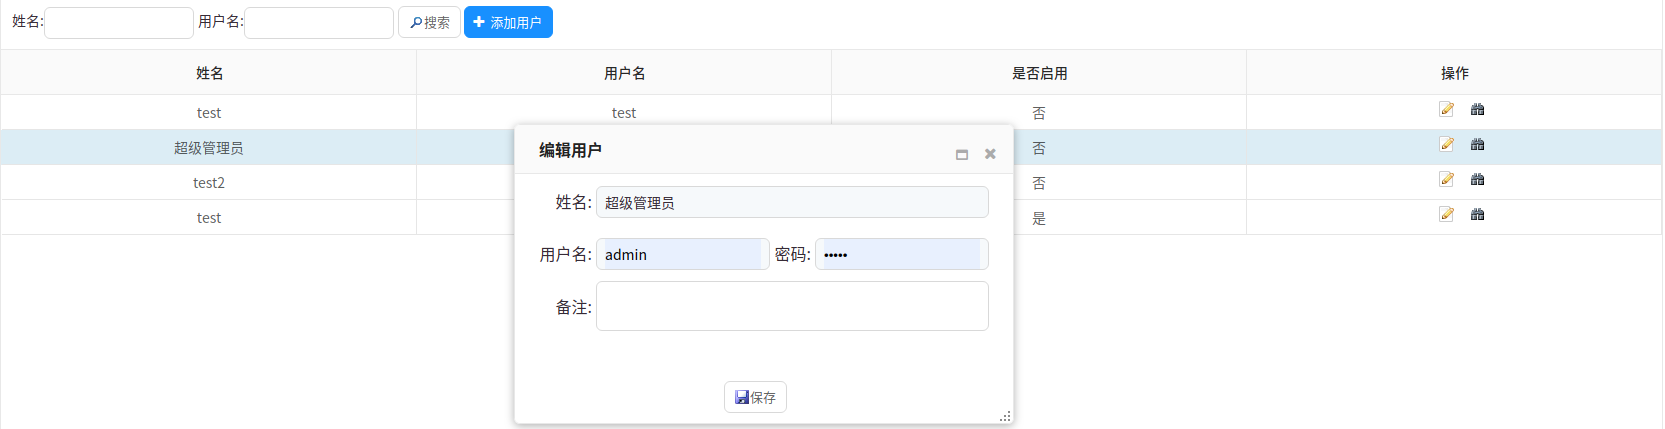 姓名: 用户名: 搜索 添加用户
姓名 用户名 是否启用 操作
test test 否
超级管理员 否
test2 否
test 是
编辑用户
姓名: 超级管理员
用户名: admin 密码: •••••
备注:
保存